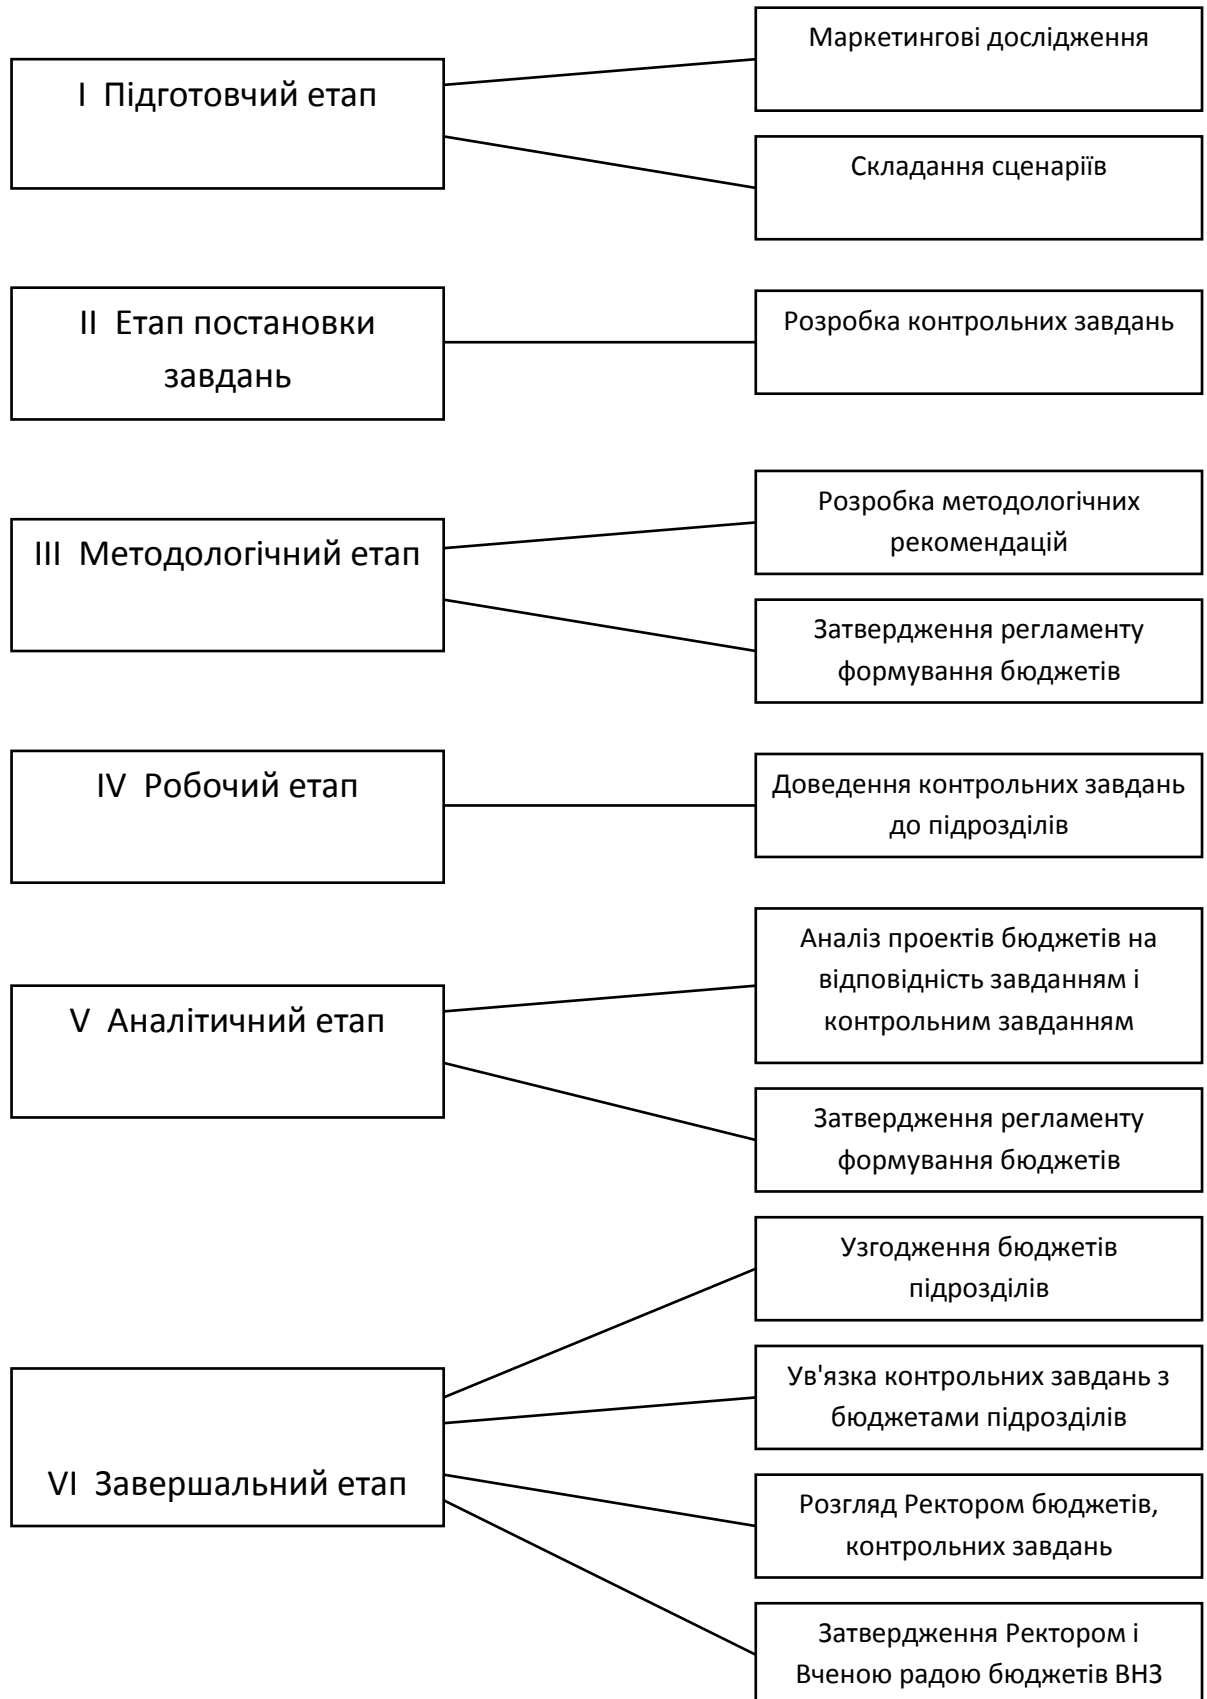 Маркетингові дослідження
I Підготовчий етап
Складання сценаріїв
II Етап постановки
завдань
Розробка контрольних завдань
Розробка методологічних
рекомендацій
III Методологічний етап
Затвердження регламенту
формування бюджетів
IV Робочий етап
Доведення контрольних завдань
до підрозділів
Аналіз проектів бюджетів на
відповідність завданням і
контрольним завданням
V Аналітичний етап
Затвердження регламенту
формування бюджетів
Узгодження бюджетів
підрозділів
Ув'язка контрольних завдань з
бюджетами підрозділів
VI Завершальний етап
Розгляд Ректором бюджетів,
контрольних завдань
Затвердження Ректором і
Вченою радою бюджетів ВНЗ